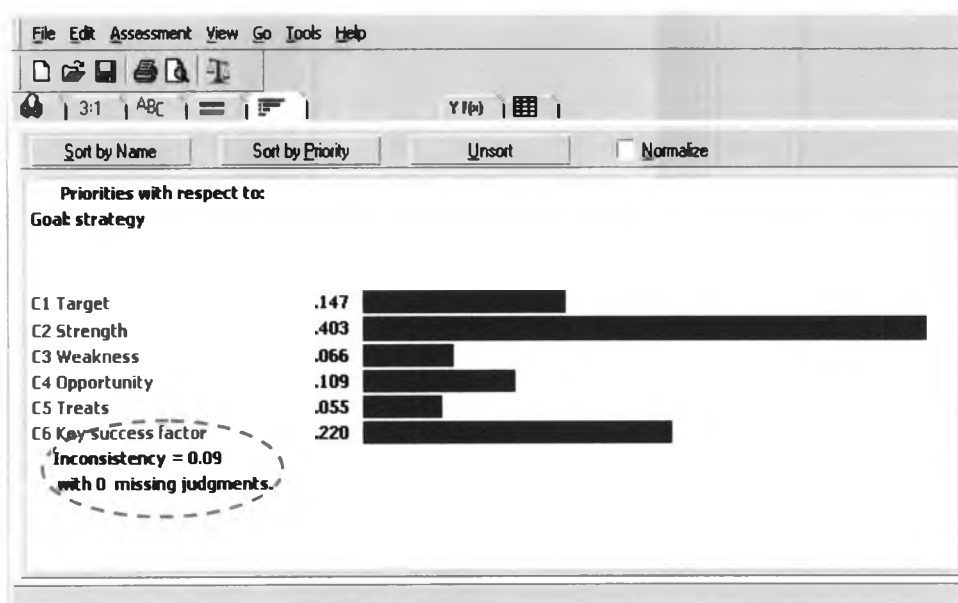 File Edit Assessment View Go Tools Help
3:1 ABC Y f(x)
Sort by Name Sort by Priority Unsort Normalize
Priorities with respect to:
Goal: strategy
C1 Target .147
C2 Strength .403
C3 Weakness .066
C4 Opportunity .109
C5 Treats .055
C6 Key success factor .220
Inconsistency = 0.09
with 0 missing judgments.